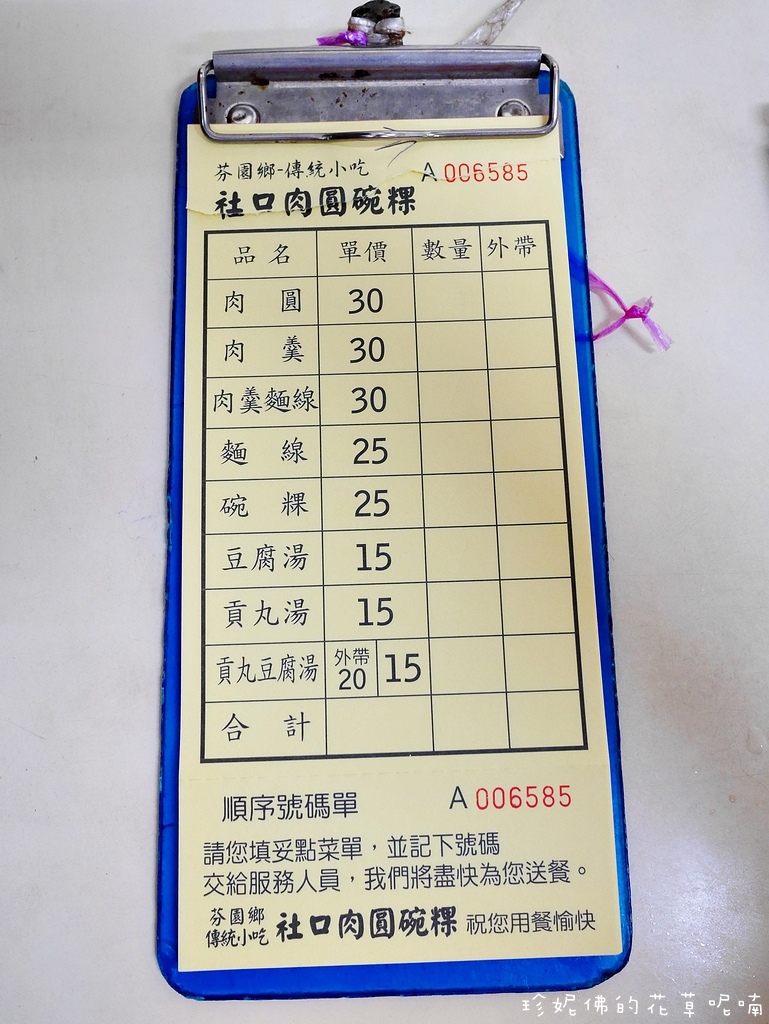 芬園鄉-傳統小吃 A 006585
社口肉圓碗粿
品名 單價 數量 外帶
肉圓 30
肉羹 30
肉羹麵線 30
麵線 25
碗粿 25
豆腐湯 15
貢丸湯 15
貢丸豆腐湯 外帶 20 15
合計
順序號碼單 A 006585
請您填妥點菜單，並記下號碼
交給服務人員，我們將盡快為您送餐。
芬園鄉 傳統小吃 社口肉圓碗粿 祝您用餐愉快
珍妮佛的花草呢喃